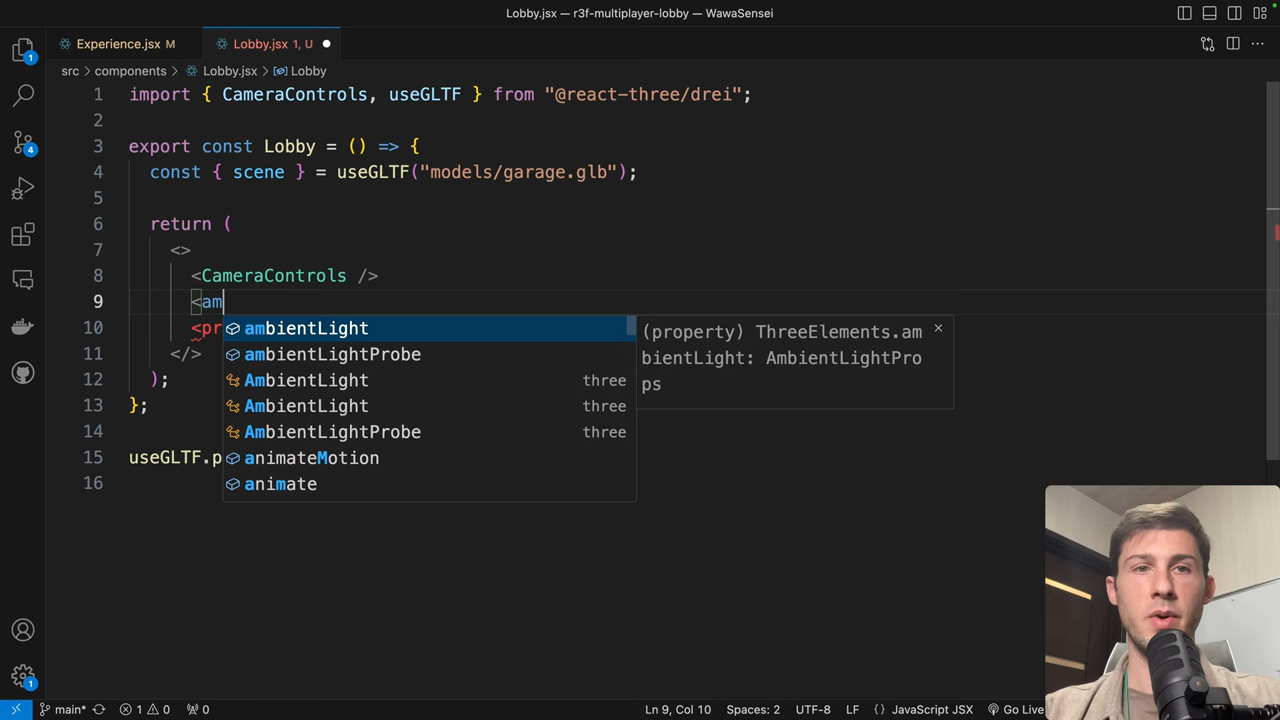 Lobby.jsx — r3f-multiplayer-lobby — WawaSensei
1
Experience.jsx M
Lobby.jsx 1, U
src > components > Lobby.jsx > Lobby
1 import { CameraControls, useGLTF } from "@react-three/drei";
2
3 export const Lobby = () => {
4 const { scene } = useGLTF("models/garage.glb");
5
6 return (
7 <>
8 <CameraControls />
9 <am
10 <pr
11 </>
12 );
13 };
14
15 useGLTF.p
16
ambientLight
ambientLightProbe
AmbientLight three
AmbientLight three
AmbientLightProbe three
animateMotion
animate
(property) ThreeElements.am
bientLight: AmbientLightPro
ps
4
1
main* 1 0 0 Ln 9, Col 10 Spaces: 2 UTF-8 LF {} JavaScript JSX Go Live